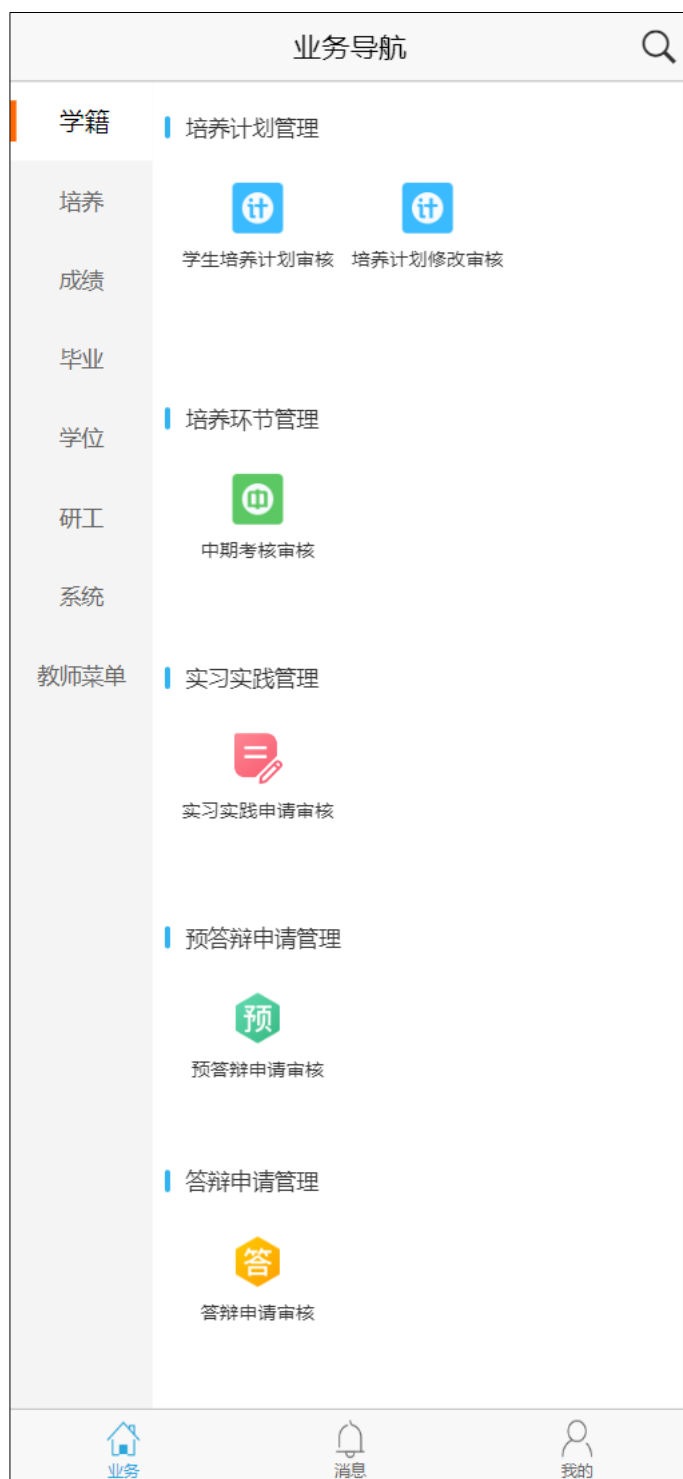 业务导航
学籍
培养
成绩
毕业
学位
研工
系统
教师菜单
培养计划管理
计 计
学生培养计划审核 培养计划修改审核
培养环节管理
中
中期考核审核
实习实践管理
实习实践申请审核
预答辩申请管理
预
预答辩申请审核
答辩申请管理
答
答辩申请审核
业务 消息 我的